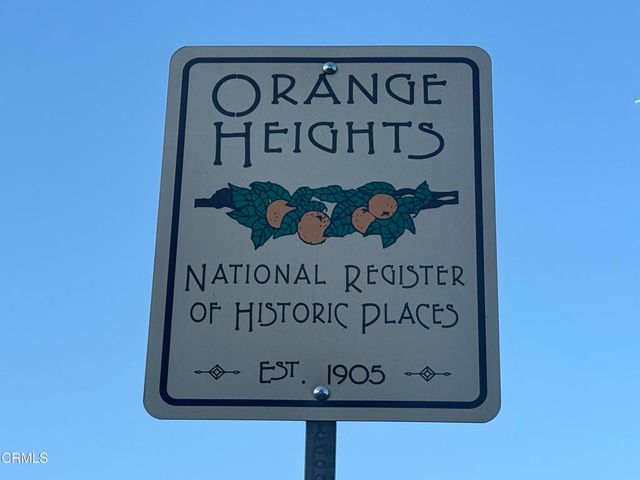 ORANGE
HEIGHTS
NATIONAL REGISTER
OF HISTORIC PLACES
EST. 1905
©CRMLS